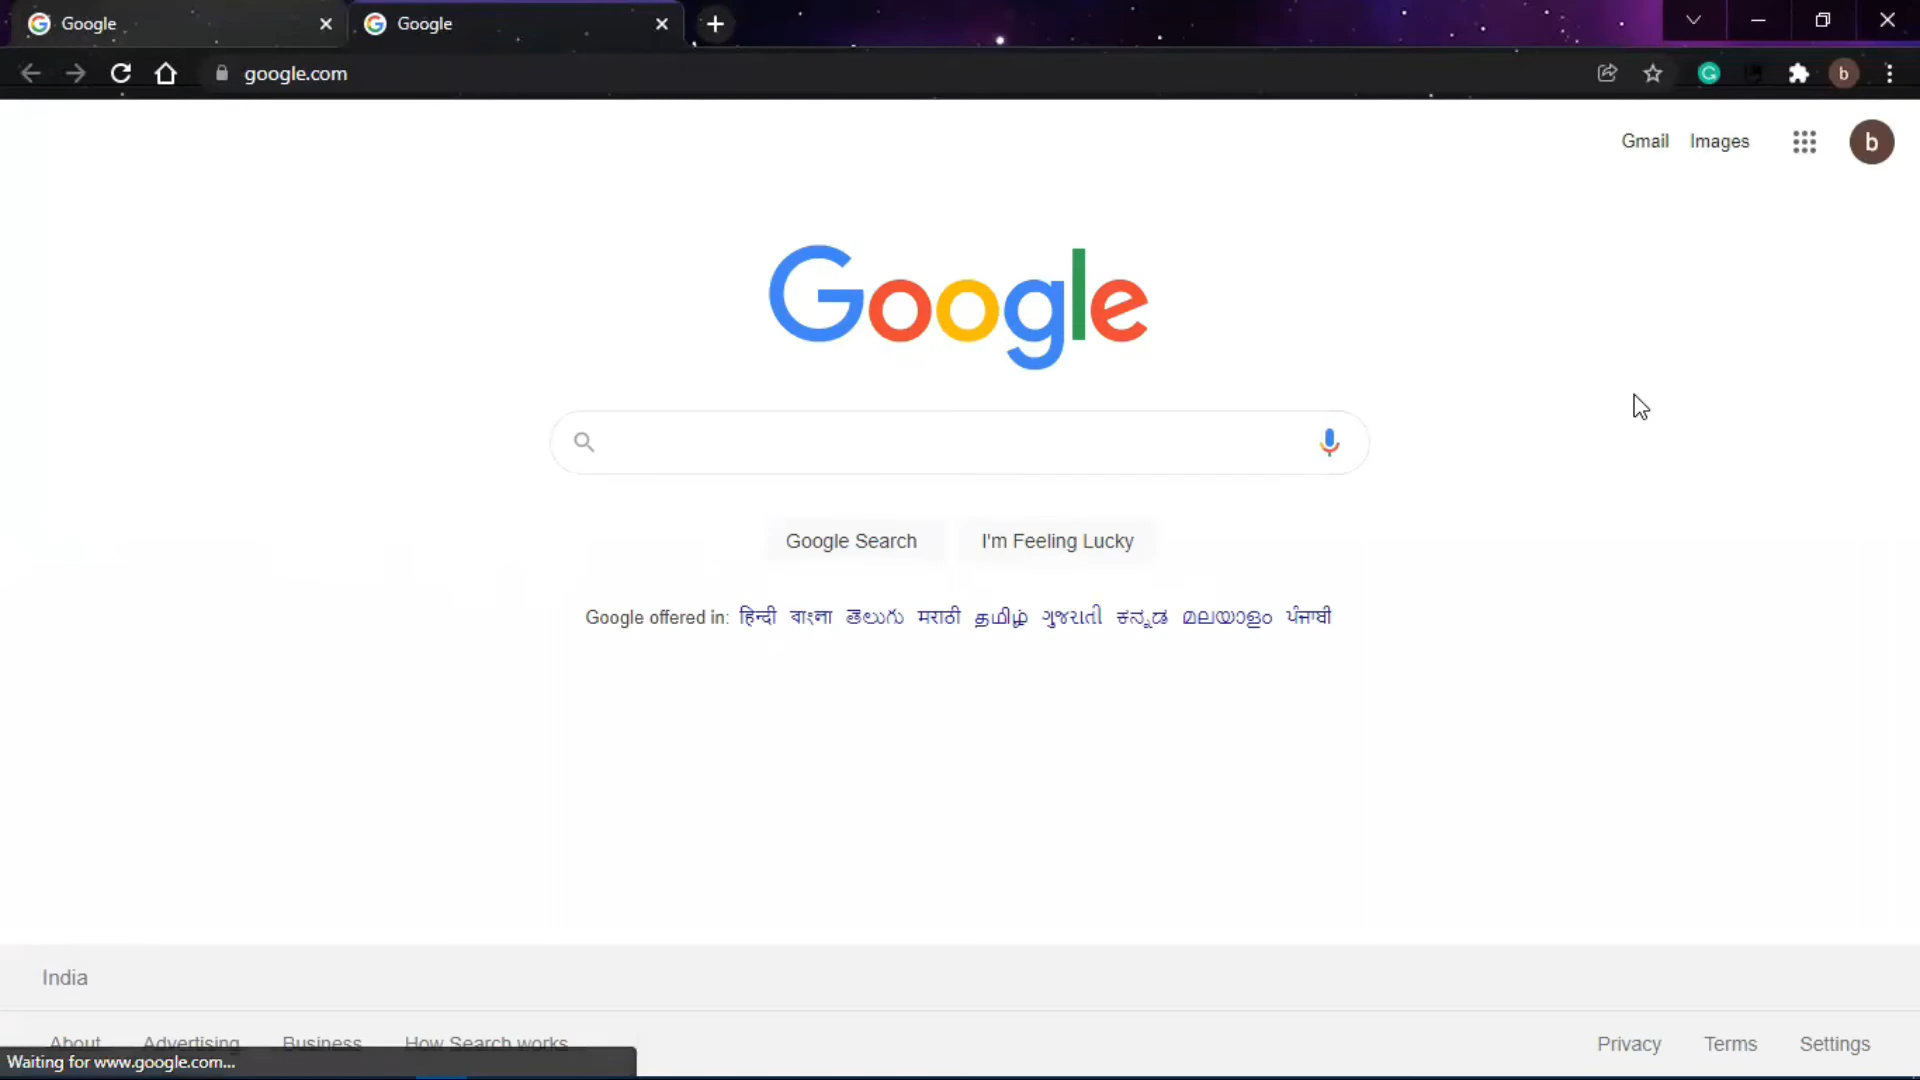 Google
Google
google.com
b
Gmail Images
b
Google
Google Search I'm Feeling Lucky
Google offered in: हिन्दी বাংলা తెలుగు मराठी தமிழ் ગુજરાતી ಕನ್ನಡ മലയാളം ਪੰਜਾਬੀ
India
About Advertising Business How Search works Privacy Terms Settings
Waiting for www.google.com...